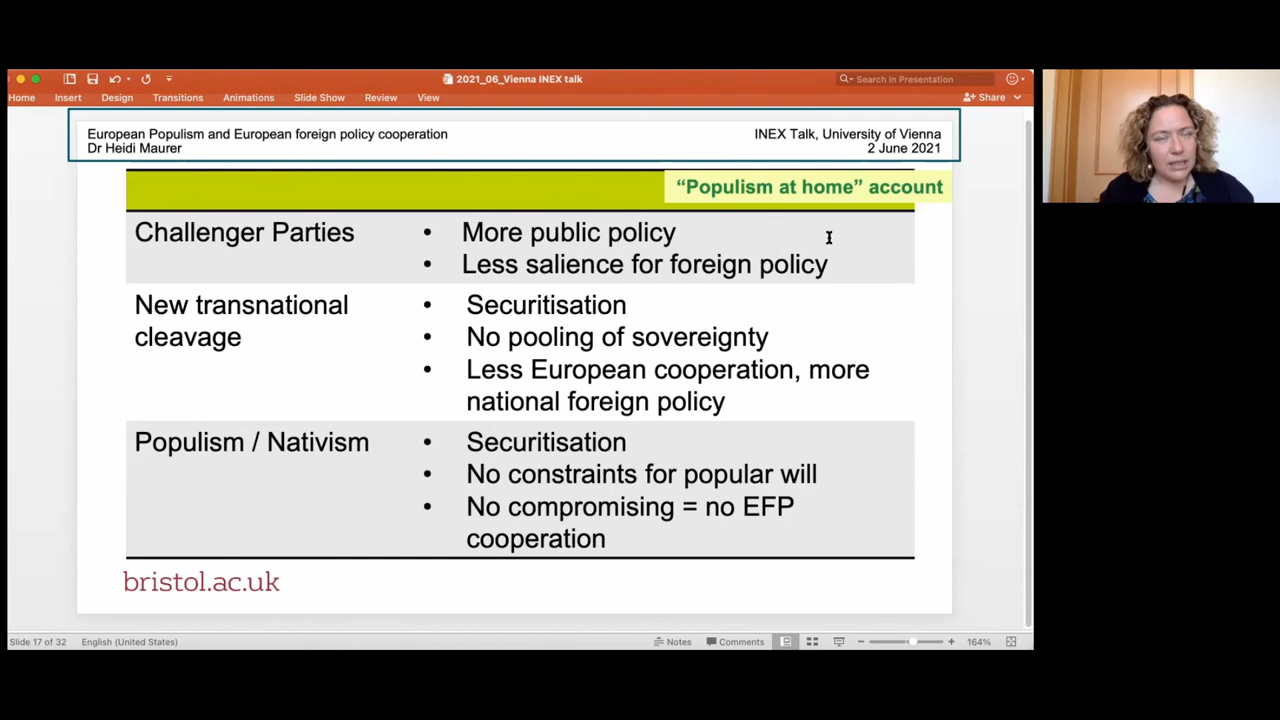 2021_06_Vienna INEX talk
Search in Presentation
Home Insert Design Transitions Animations Slide Show Review View
Share
European Populism and European foreign policy cooperation
INEX Talk, University of Vienna
Dr Heidi Maurer
2 June 2021
“Populism at home” account
Challenger Parties
• More public policy
• Less salience for foreign policy
New transnational
cleavage
• Securitisation
• No pooling of sovereignty
• Less European cooperation, more
national foreign policy
Populism / Nativism
• Securitisation
• No constraints for popular will
• No compromising = no EFP
cooperation
bristol.ac.uk
Slide 17 of 32
English (United States)
Notes
Comments
164%